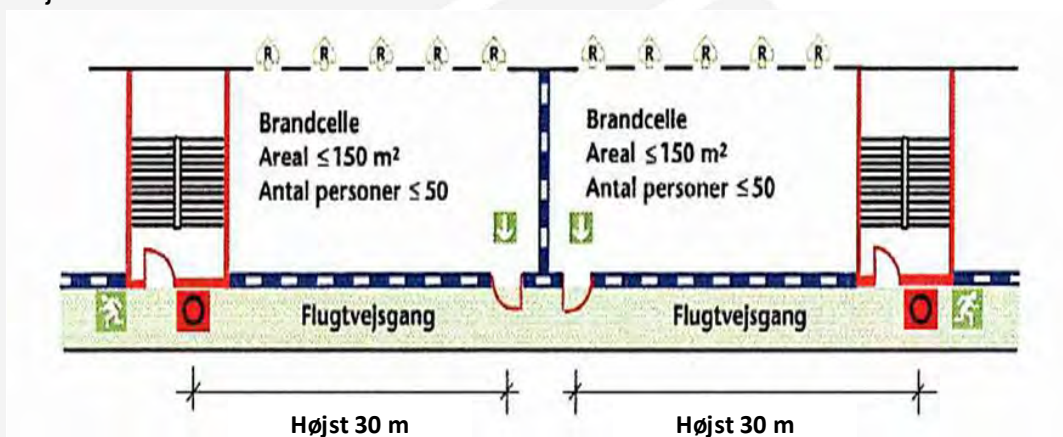 R R R R R R R R R R
Brandcelle
Areal ≤150 m²
Antal personer ≤ 50
Brandcelle
Areal ≤150 m²
Antal personer ≤ 50
Flugtvejsgang
Flugtvejsgang
Højst 30 m
Højst 30 m